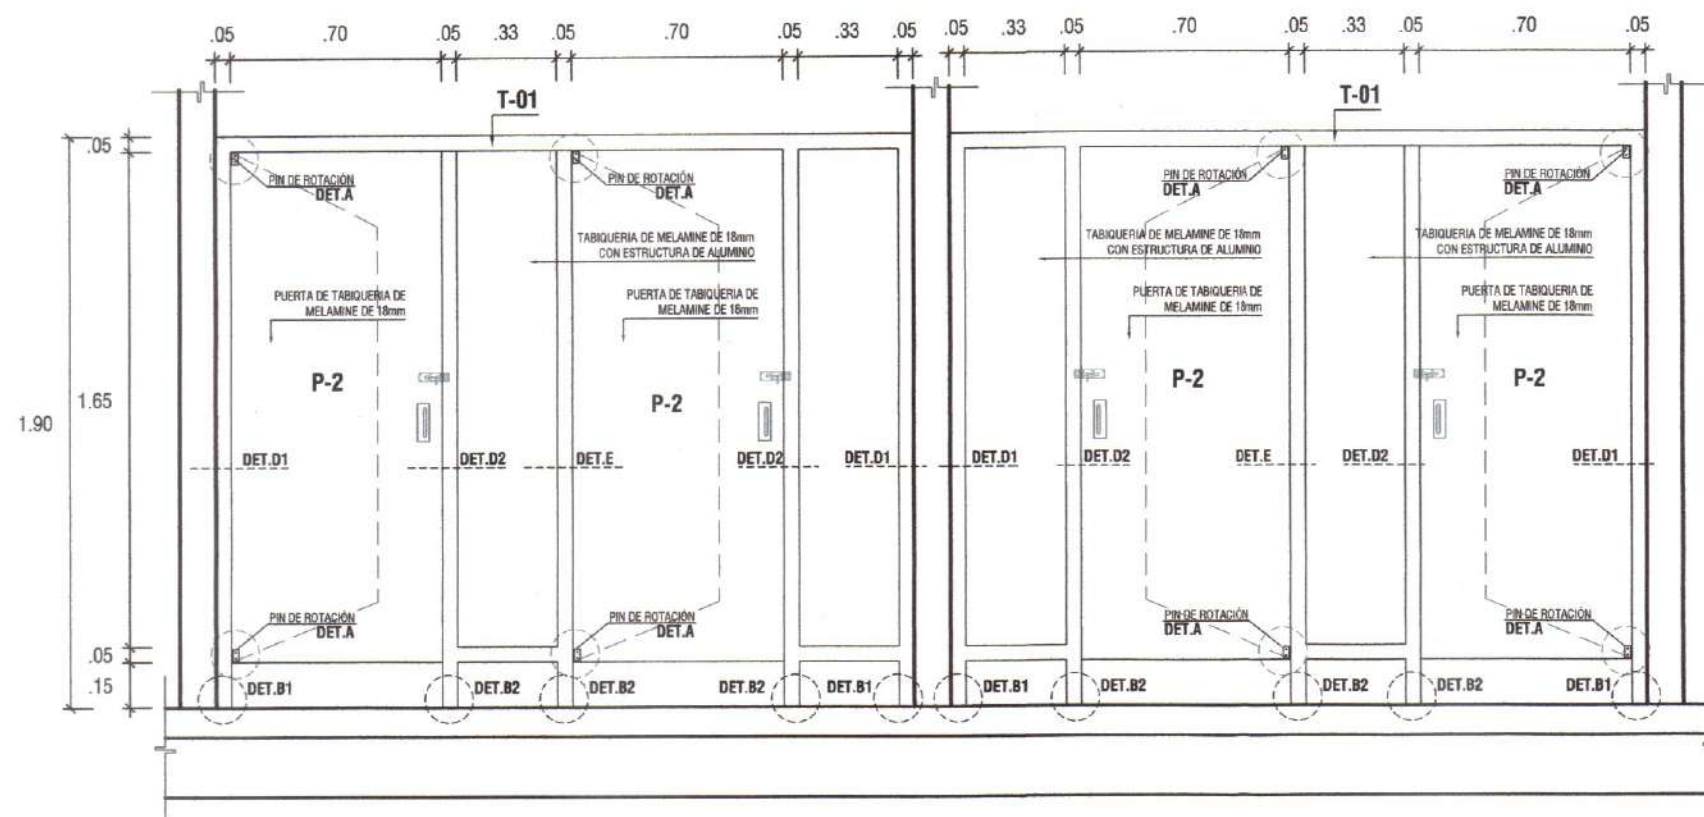 .05 .70 .05 .33 .05 .70 .05 .33 .05 .05 .33 .05 .70 .05 .33 .05 .70 .05
T-01 T-01
.05
PIN DE ROTACIÓN PIN DE ROTACIÓN PIN DE ROTACIÓN PIN DE ROTACIÓN
DET.A DET.A DET.A DET.A
TABIQUERIA DE MELAMINE DE 18mm TABIQUERIA DE MELAMINE DE 18mm TABIQUERIA DE MELAMINE DE 18mm
CON ESTRUCTURA DE ALUMINIO CON ESTRUCTURA DE ALUMINIO CON ESTRUCTURA DE ALUMINIO
PUERTA DE TABIQUERIA DE PUERTA DE TABIQUERIA DE PUERTA DE TABIQUERIA DE PUERTA DE TABIQUERIA DE
MELAMINE DE 18mm MELAMINE DE 18mm MELAMINE DE 18mm MELAMINE DE 18mm
P-2 P-2 P-2 P-2
1.90 1.65
DET.D1 DET.D2 DET.E DET.D2 DET.D1 DET.D1 DET.D2 DET.E DET.D2 DET.D1
PIN DE ROTACIÓN PIN DE ROTACIÓN PIN DE ROTACIÓN PIN DE ROTACIÓN
DET.A DET.A DET.A DET.A
.05
.15
DET.B1 DET.B2 DET.B2 DET.B2 DET.B1 DET.B1 DET.B2 DET.B2 DET.B2 DET.B1